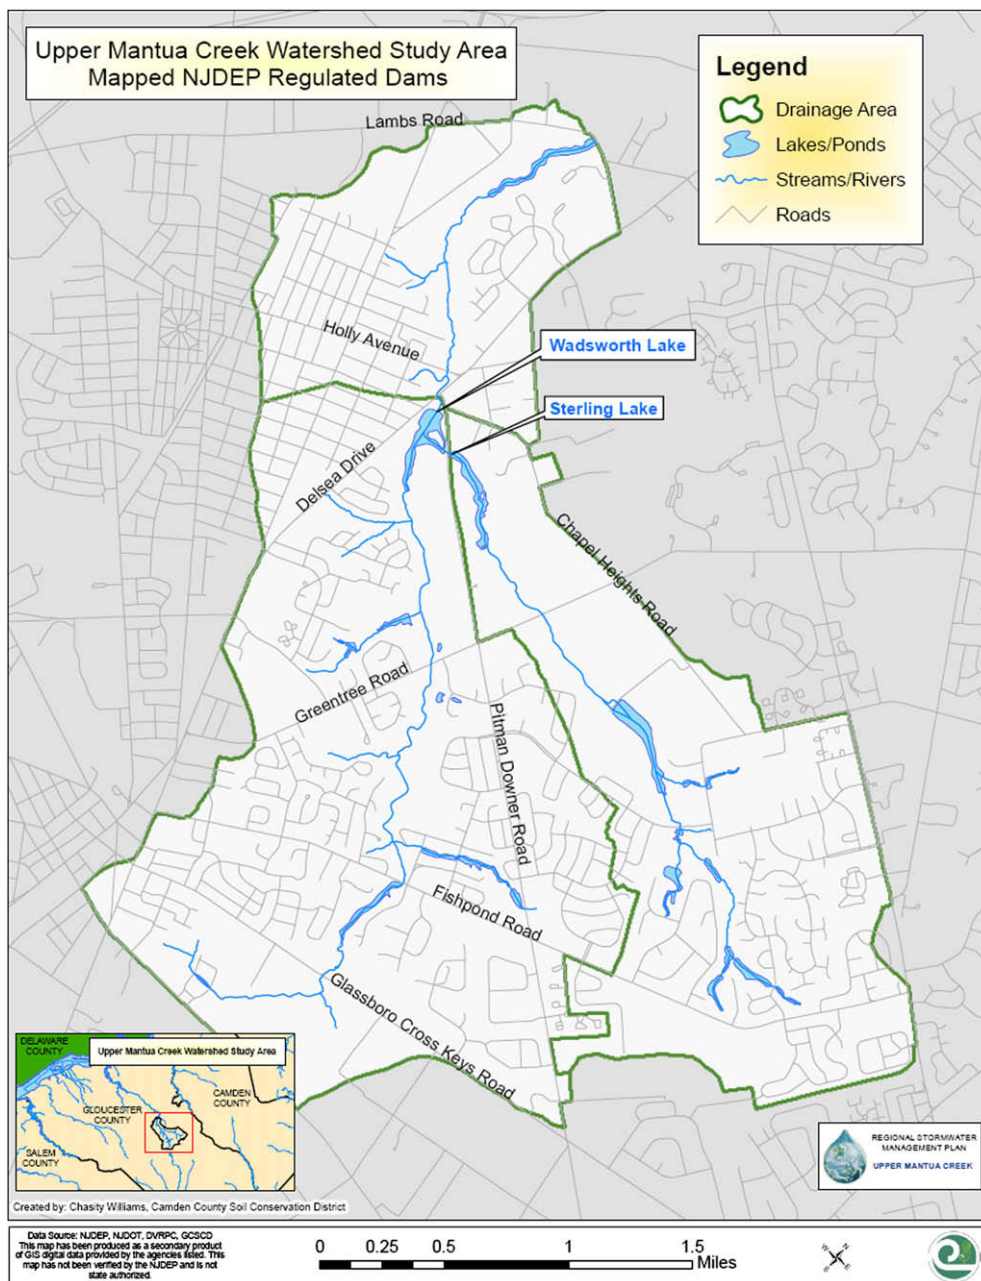 Upper Mantua Creek Watershed Study Area
Mapped NJDEP Regulated Dams
Legend
Drainage Area
Lakes/Ponds
Streams/Rivers
Roads
Lambs Road
Holly Avenue
Wadsworth Lake
Sterling Lake
Delsea Drive
Chapel Heights Road
Greentree Road
Pitman Downer Road
Fishpond Road
Glassboro Cross Keys Road
DELAWARE
COUNTY
Upper Mantua Creek Watershed Study Area
CAMDEN
COUNTY
GLOUCESTER
COUNTY
SALEM
COUNTY
REGIONAL STORMWATER
MANAGEMENT PLAN
UPPER MANTUA CREEK
Created by: Chasity Williams, Camden County Soil Conservation District
Data Source: NJDEP, NJDOT, DVRPC, GCSCD
This map has been produced as a secondary product
of GIS digital data provided by the agencies listed. This
map has not been verified by the NJDEP and is not
state authorized.
0 0.25 0.5 1 1.5
Miles